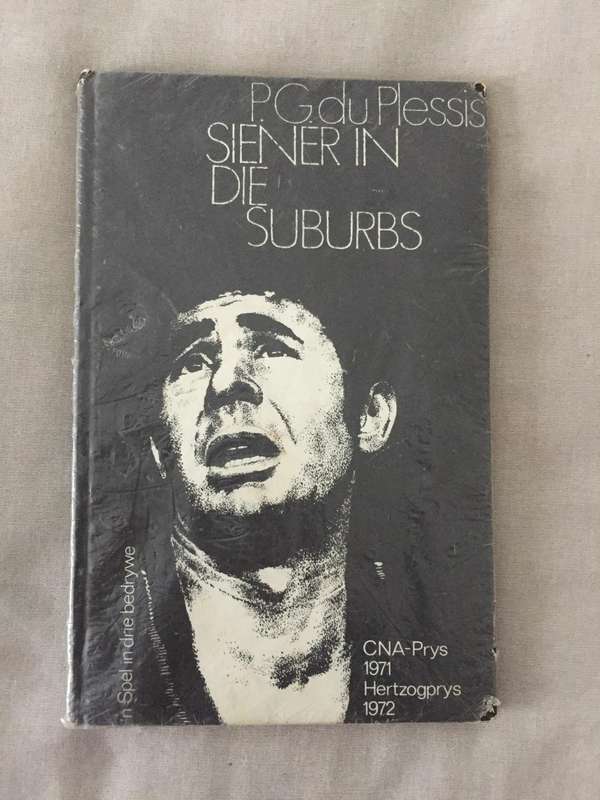 P.G. du Plessis
SIENER IN
DIE
SUBURBS
'n Spel in drie bedrywe
CNA-Prys
1971
Hertzogprys
1972